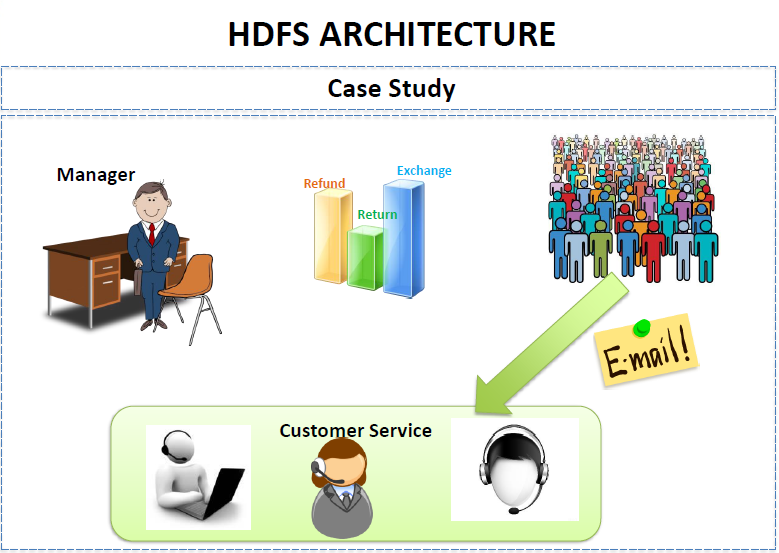 HDFS ARCHITECTURE
Case Study
Manager
Refund
Return
Exchange
E-mail!
Customer Service